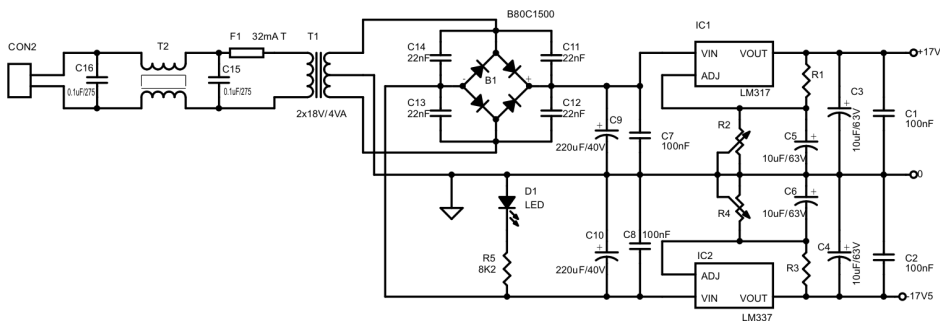 B80C1500
IC1
CON2
T2
F1
32mA T
T1
C14
22nF
C11
22nF
VIN
VOUT
+17V
C16
0.1uF/275
C15
0.1uF/275
-
B1
+
ADJ
LM317
R1
C3
10uF/63V
+
C13
22nF
C12
22nF
2x18V/4VA
C9
+
220uF/40V
C7
100nF
R2
C5
+
10uF/63V
C1
100nF
0
D1
LED
C6
+
10uF/63V
R4
C10
+
220uF/40V
C8
100nF
R5
8K2
IC2
ADJ
VIN
VOUT
LM337
R3
C4
+
10uF/63V
C2
100nF
-17V5